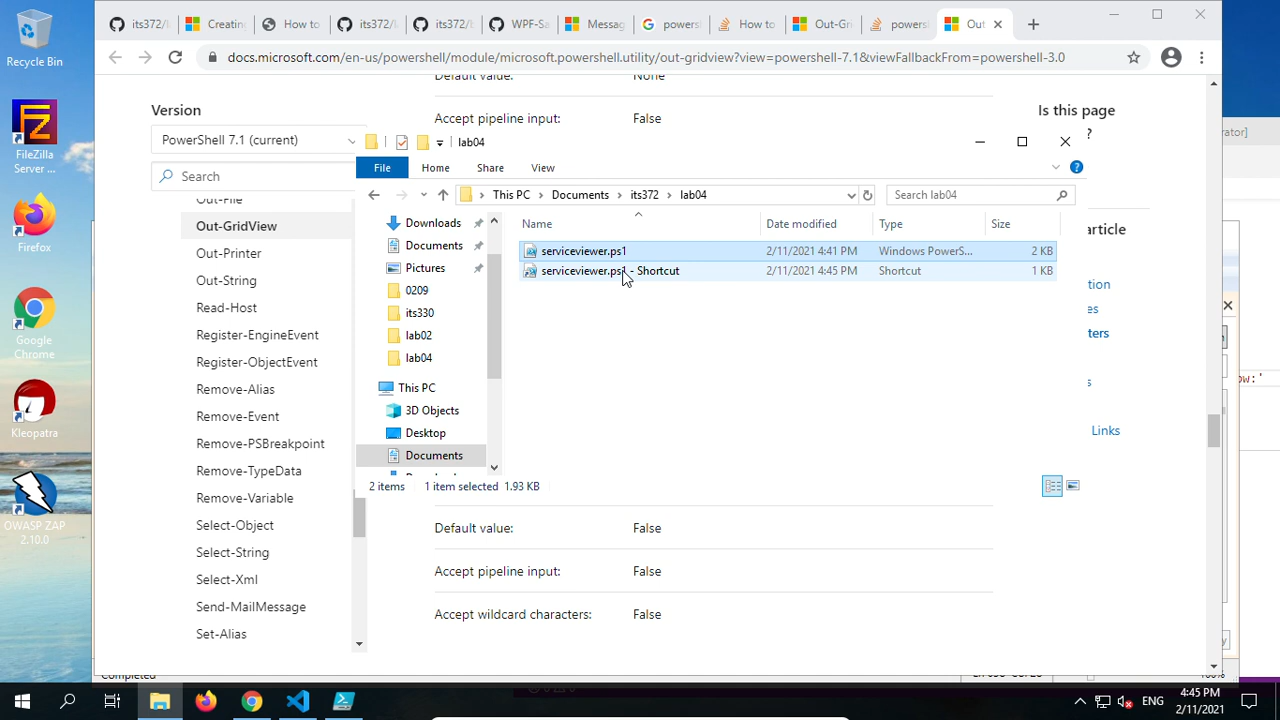 its372/l
Creatin
How to
its372/
its372/l
WPF-Sa
Messag
powers
How to
Out-Gr
powers
Out
docs.microsoft.com/en-us/powershell/module/microsoft.powershell.utility/out-gridview?view=powershell-7.1&viewFallbackFrom=powershell-3.0
Recycle Bin
FileZilla
Server ...
Firefox
Google
Chrome
Kleopatra
OWASP ZAP
2.10.0
Version
PowerShell 7.1 (current)
Search
Out-File
Out-GridView
Out-Printer
Out-String
Read-Host
Register-EngineEvent
Register-ObjectEvent
Remove-Alias
Remove-Event
Remove-PSBreakpoint
Remove-TypeData
Remove-Variable
Select-Object
Select-String
Select-Xml
Send-MailMessage
Set-Alias
Default value: None
Accept pipeline input: False
Is this page
?
article
tion
es
ters
s
Links
lab04
File Home Share View
This PC > Documents > its372 > lab04
Search lab04
Downloads
Documents
Pictures
0209
its330
lab02
lab04
This PC
3D Objects
Desktop
Documents
Name Date modified Type Size
serviceviewer.ps1 2/11/2021 4:41 PM Windows PowerS... 2 KB
serviceviewer.ps1 - Shortcut 2/11/2021 4:45 PM Shortcut 1 KB
2 items 1 item selected 1.93 KB
Default value: False
Accept pipeline input: False
Accept wildcard characters: False
ator]
ow:'
Completed
ENG
4:45 PM
2/11/2021